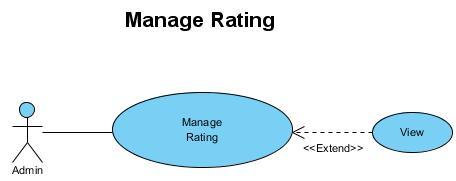 Manage Rating
Manage
Rating
View
<<Extend>>
Admin